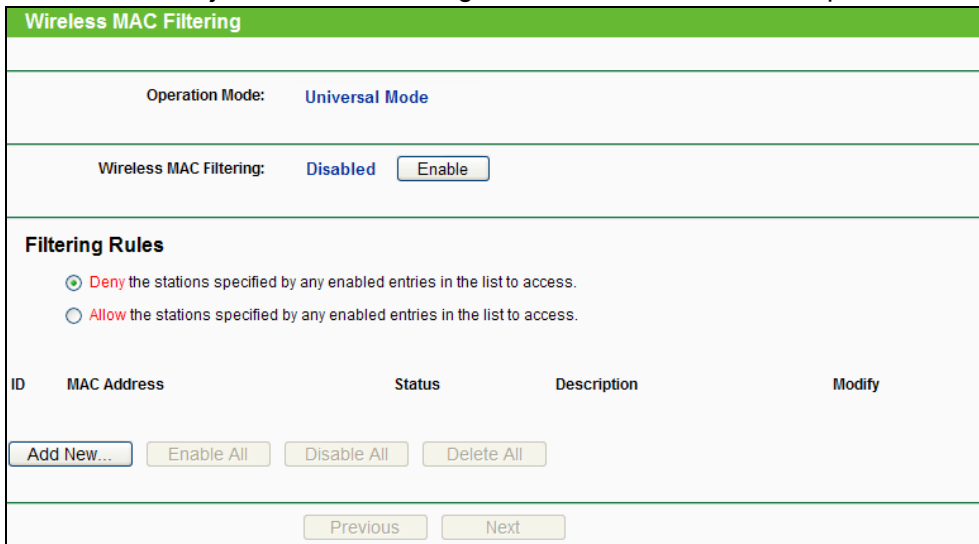 Wireless MAC Filtering
Operation Mode: Universal Mode
Wireless MAC Filtering: Disabled Enable
Filtering Rules
Deny the stations specified by any enabled entries in the list to access.
Allow the stations specified by any enabled entries in the list to access.
ID MAC Address Status Description Modify
Add New... Enable All Disable All Delete All
Previous Next